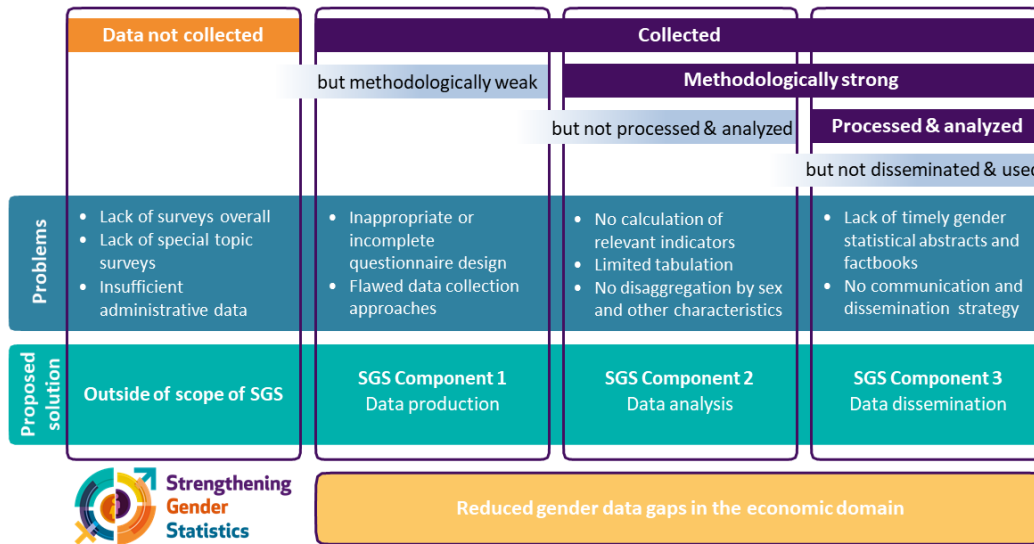 Data not collected
Collected
but methodologically weak
Methodologically strong
but not processed & analyzed
Processed & analyzed
but not disseminated & used
Problems
• Lack of surveys overall
• Lack of special topic
surveys
• Insufficient
administrative data
• Inappropriate or
incomplete
questionnaire design
• Flawed data collection
approaches
• No calculation of
relevant indicators
• Limited tabulation
• No disaggregation by sex
and other characteristics
• Lack of timely gender
statistical abstracts and
factbooks
• No communication and
dissemination strategy
Proposed
solution
Outside of scope of SGS
SGS Component 1
Data production
SGS Component 2
Data analysis
SGS Component 3
Data dissemination
Strengthening
Gender
Statistics
Reduced gender data gaps in the economic domain